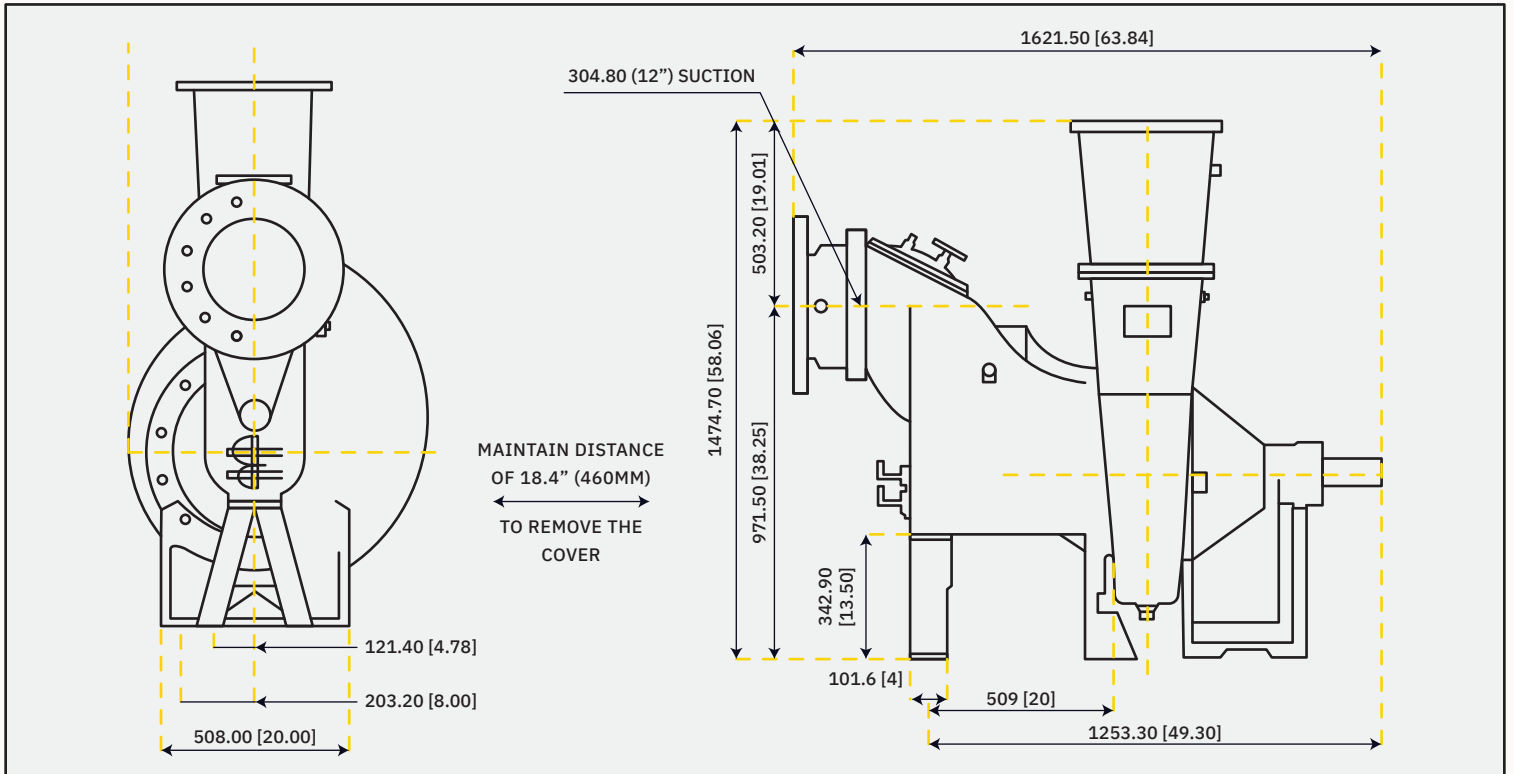 1621.50 [63.84]
304.80 (12”) SUCTION
503.20 [19.01]
1474.70 [58.06]
971.50 [38.25]
MAINTAIN DISTANCE
OF 18.4” (460MM)
TO REMOVE THE
COVER
342.90
[13.50]
121.40 [4.78]
203.20 [8.00]
508.00 [20.00]
101.6 [4]
509 [20]
1253.30 [49.30]